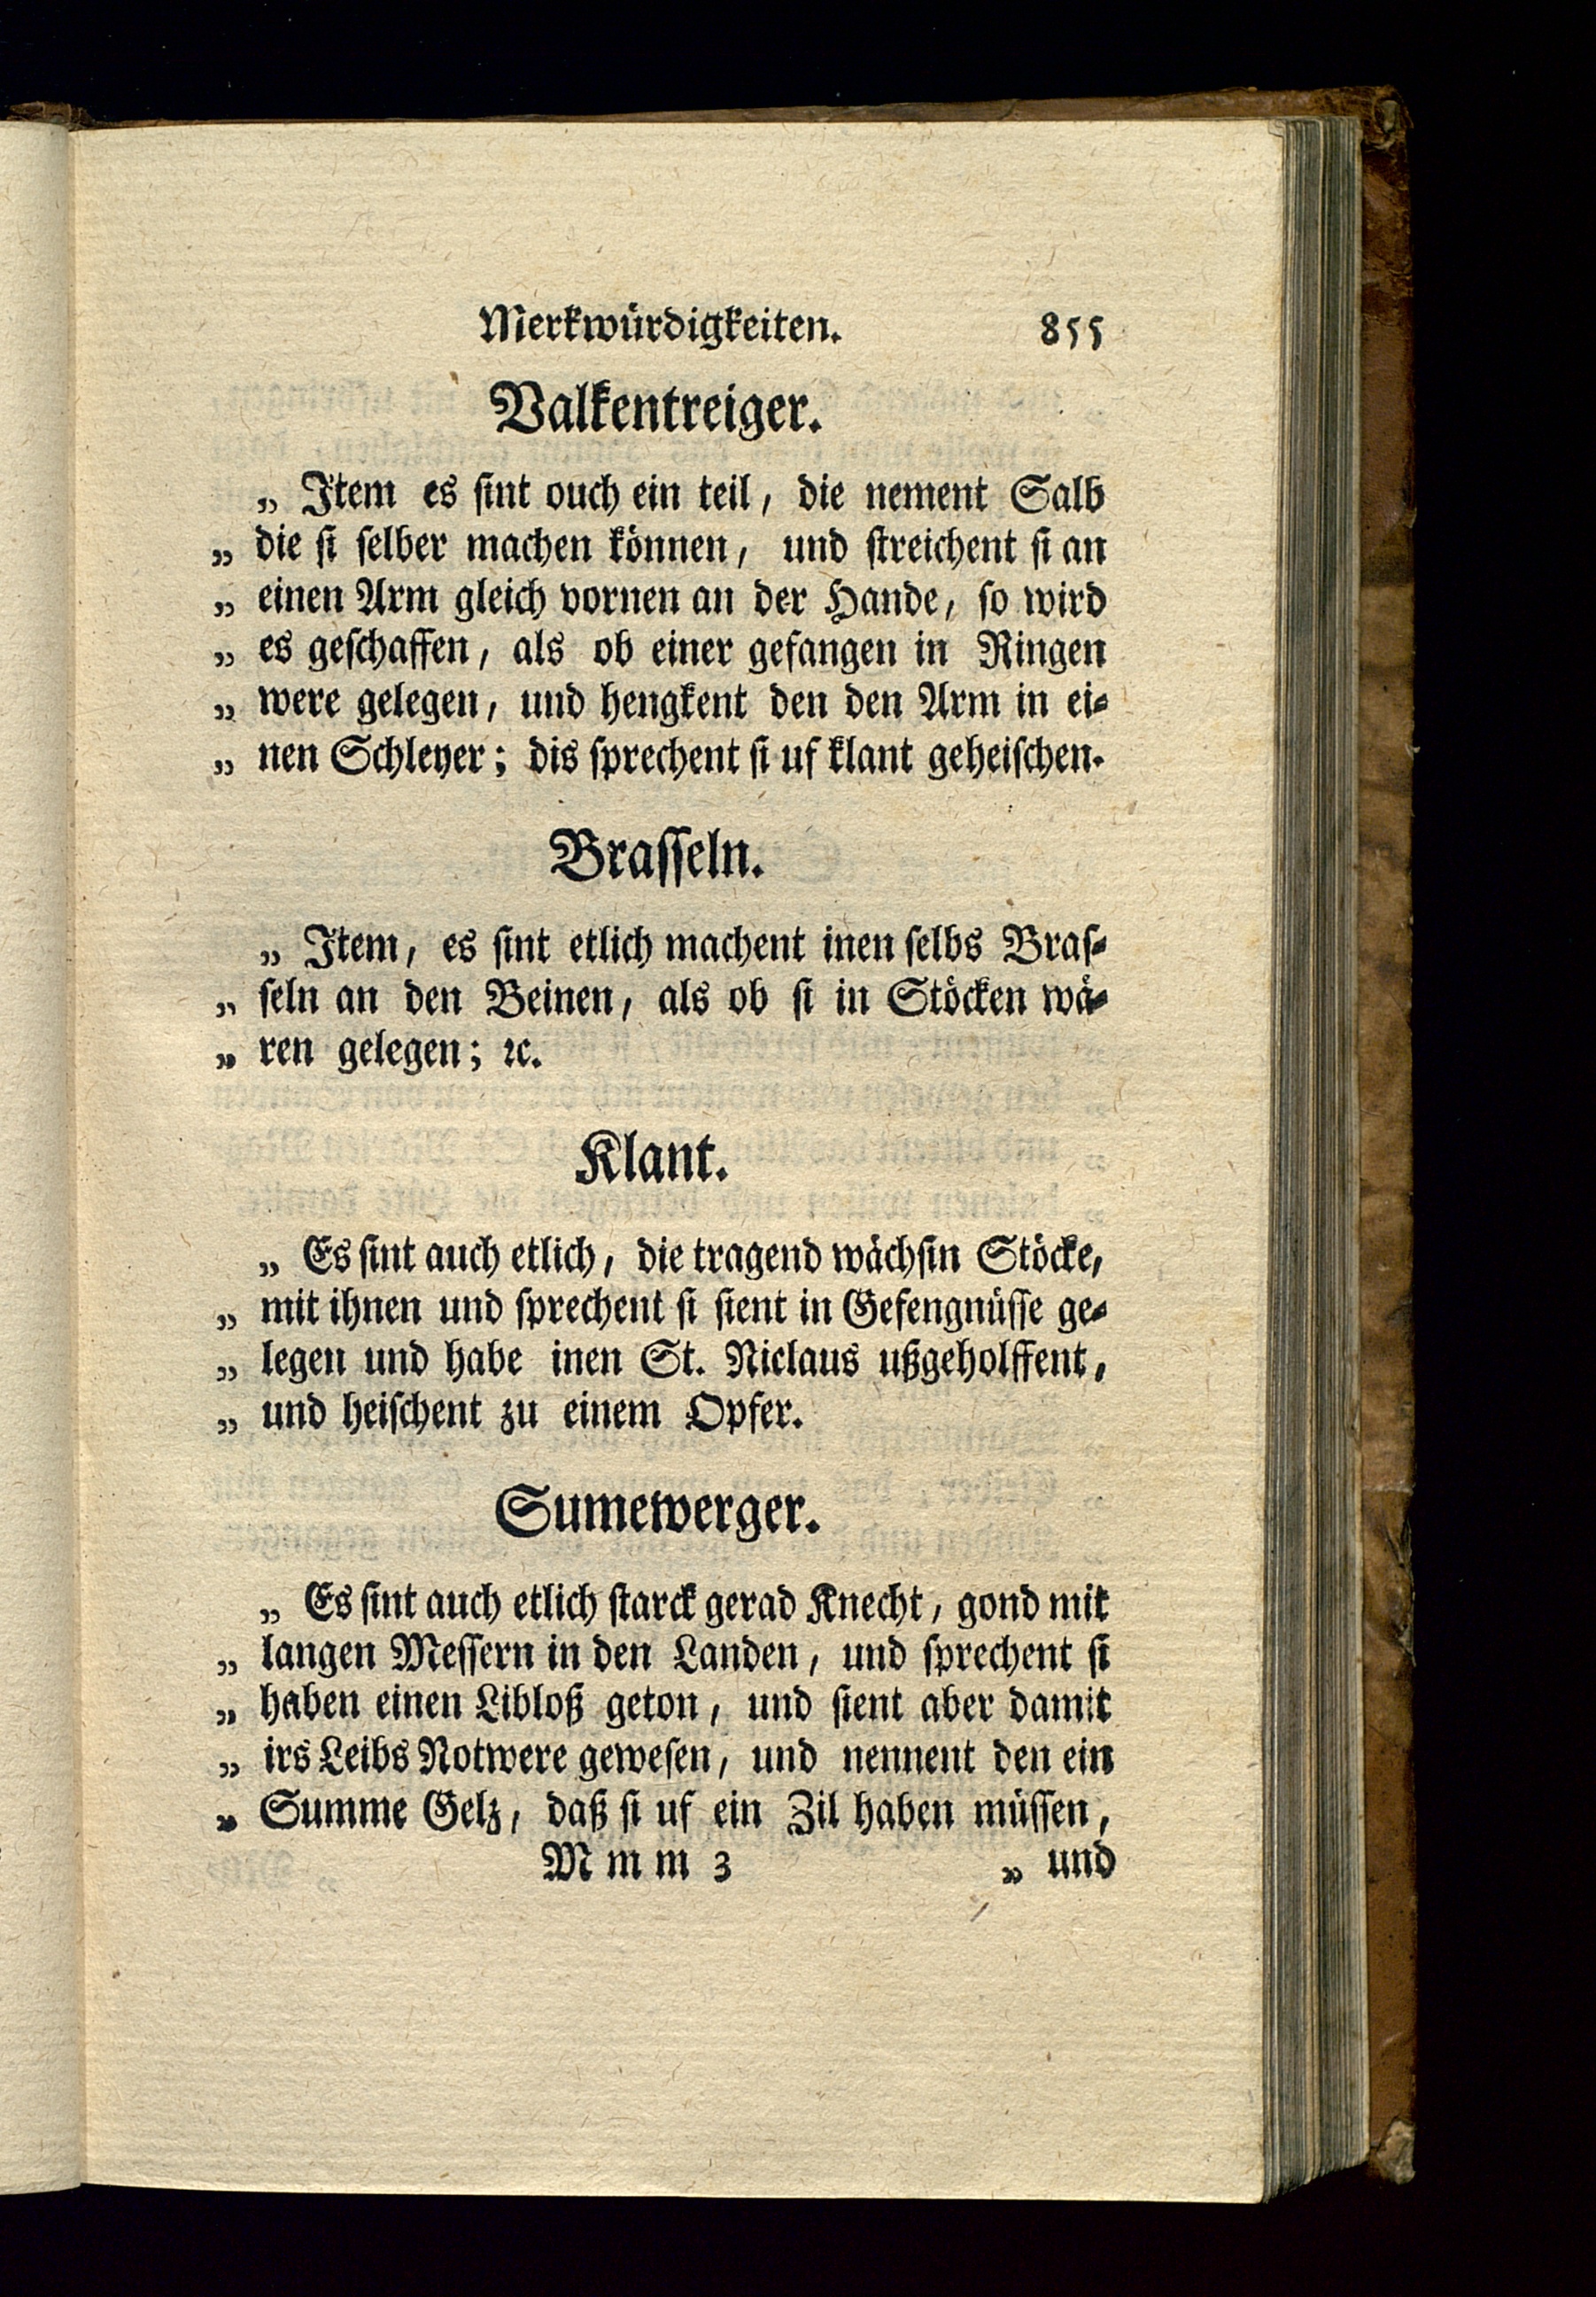 Merkwürdigkeiten. 855
Valkentreiger.
„ Item es sint ouch ein teil, die nement Salb
„ die si selber machen können, und streichent si an
„ einen Arm gleich vornen an der Hande, so wird
„ es geschaffen, als ob einer gefangen in Ringen
„ were gelegen, und hengkent den den Arm in ei-
„ nen Schleyer; dis sprechent si uf klant geheischen.
Brasseln.
„ Item, es sint etlich machent inen selbs Bras-
„ seln an den Beinen, als ob si in Stöcken wä-
„ ren gelegen; ꝛc.
Klant.
„ Es sint auch etlich, die tragend wächsin Stöcke,
„ mit ihnen und sprechent si sient in Gefengnüsse ge-
„ legen und habe inen St. Niclaus ußgeholffent,
„ und heischent zu einem Opfer.
Sumewerger.
„ Es sint auch etlich starck gerad Knecht, gond mit
„ langen Messern in den Landen, und sprechent si
„ haben einen Libloß geton, und sient aber damit
„ irs Leibs Notwere gewesen, und nennent den ein
„ Summe Gelz, daß si uf ein Zil haben müssen,
M m m 3 „ und